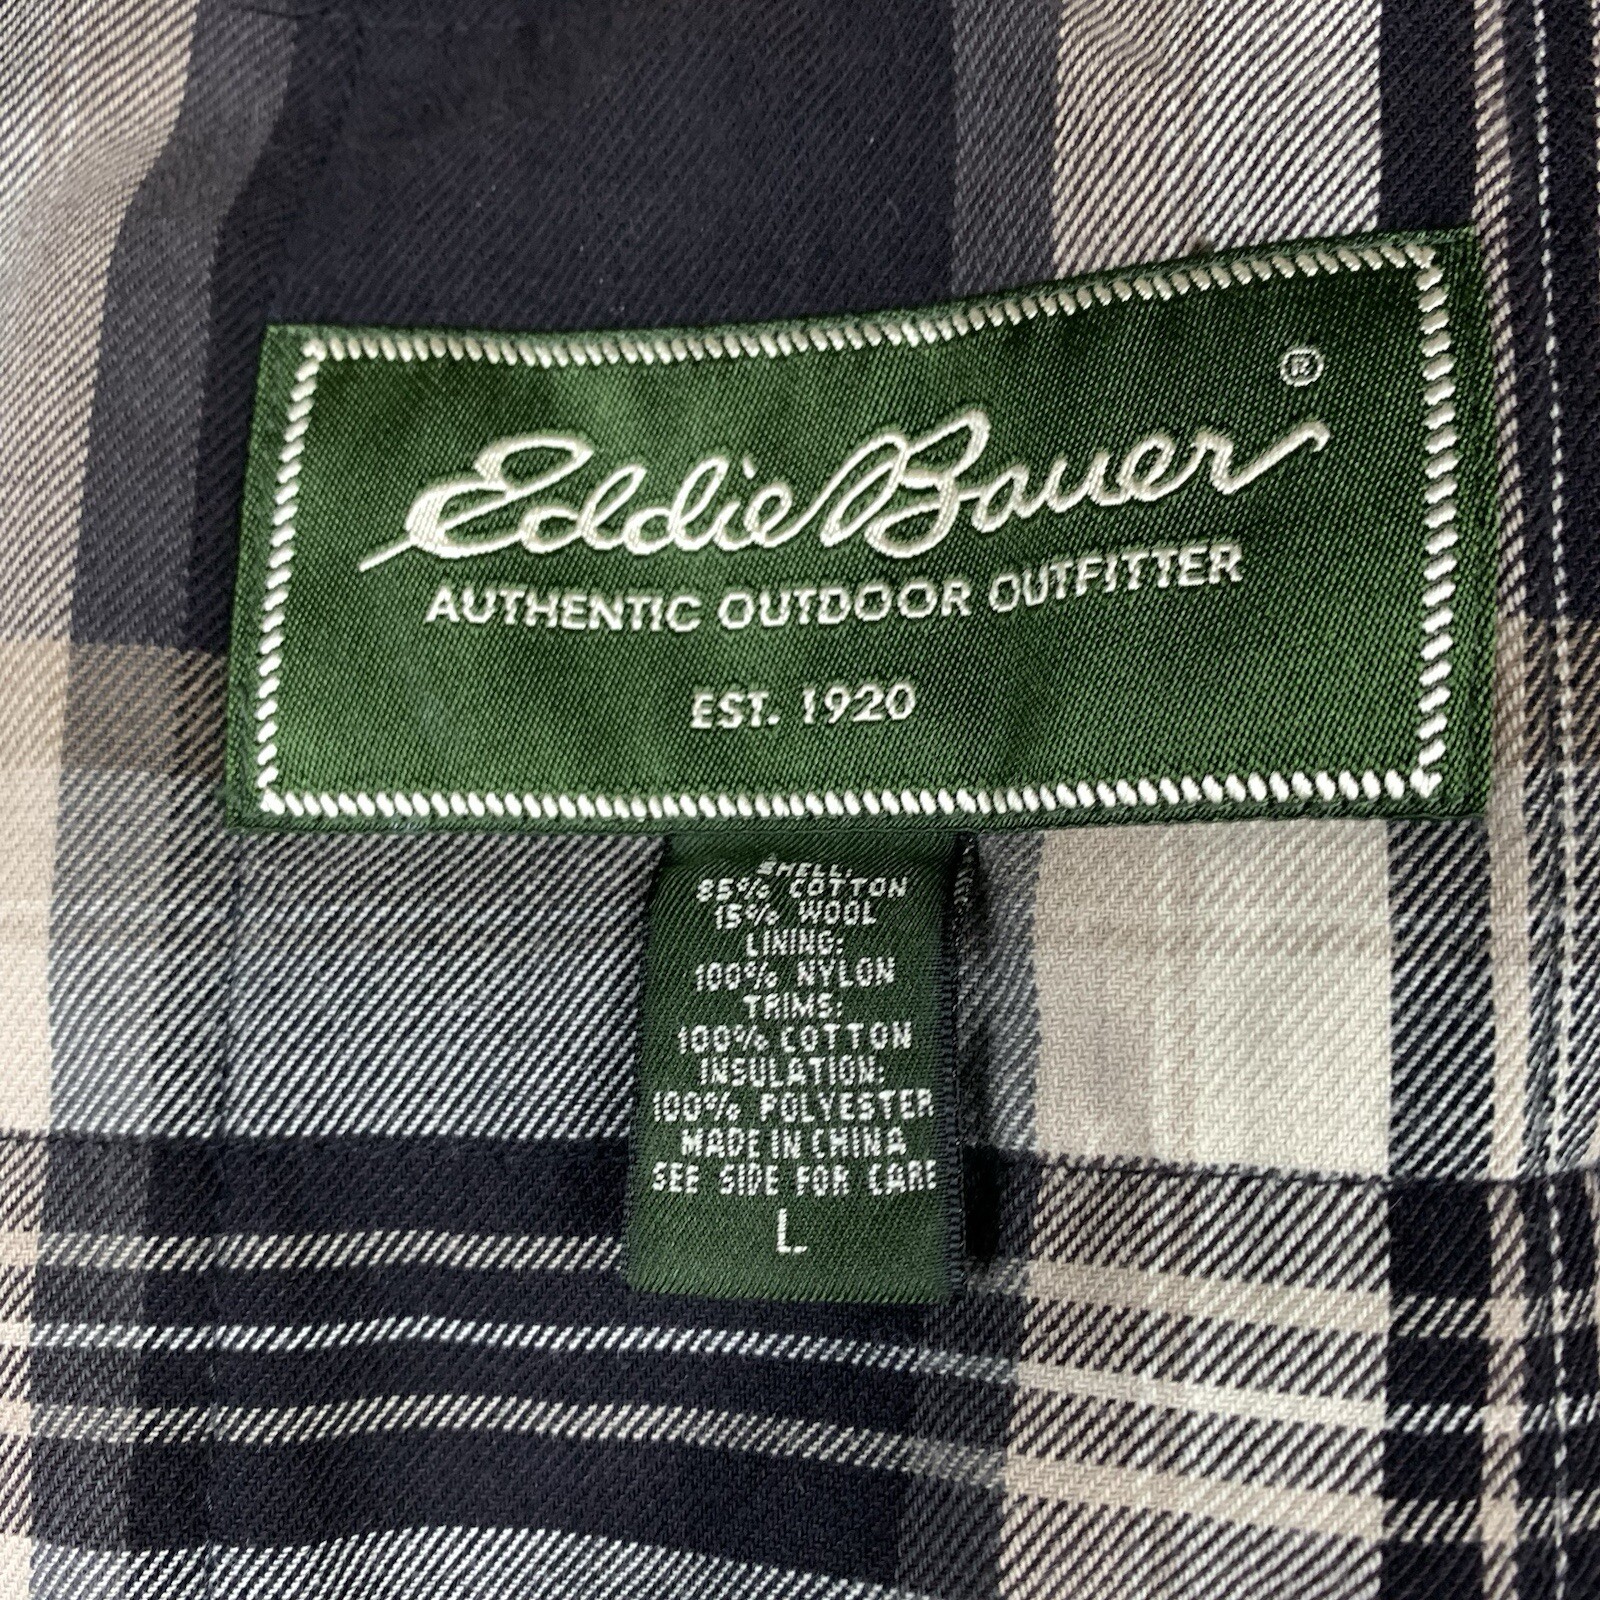 Eddie Bauer ®
AUTHENTIC OUTDOOR OUTFITTER
EST. 1920
SHELL:
85% COTTON
15% WOOL
LINING:
100% NYLON
TRIMS:
100% COTTON
INSULATION:
100% POLYESTER
MADE IN CHINA
SEE SIDE FOR CARE
L